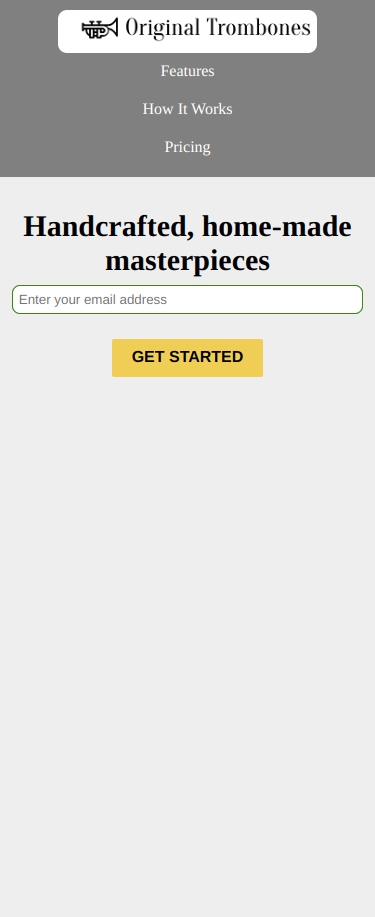 Original Trombones
Features
How It Works
Pricing
Handcrafted, home-made
masterpieces
Enter your email address
GET STARTED